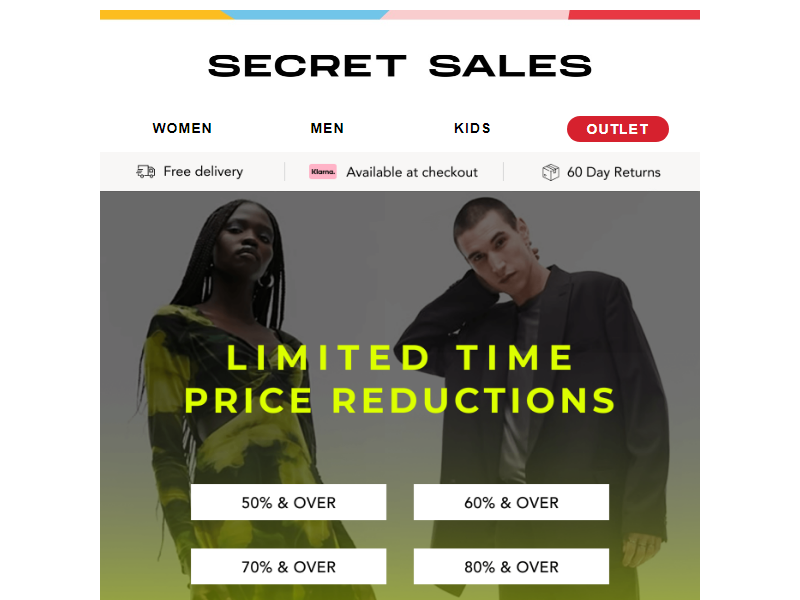 SECRET SALES
WOMEN MEN KIDS OUTLET
Free delivery Klarna. Available at checkout 60 Day Returns
LIMITED TIME
PRICE REDUCTIONS
50% & OVER 60% & OVER
70% & OVER 80% & OVER